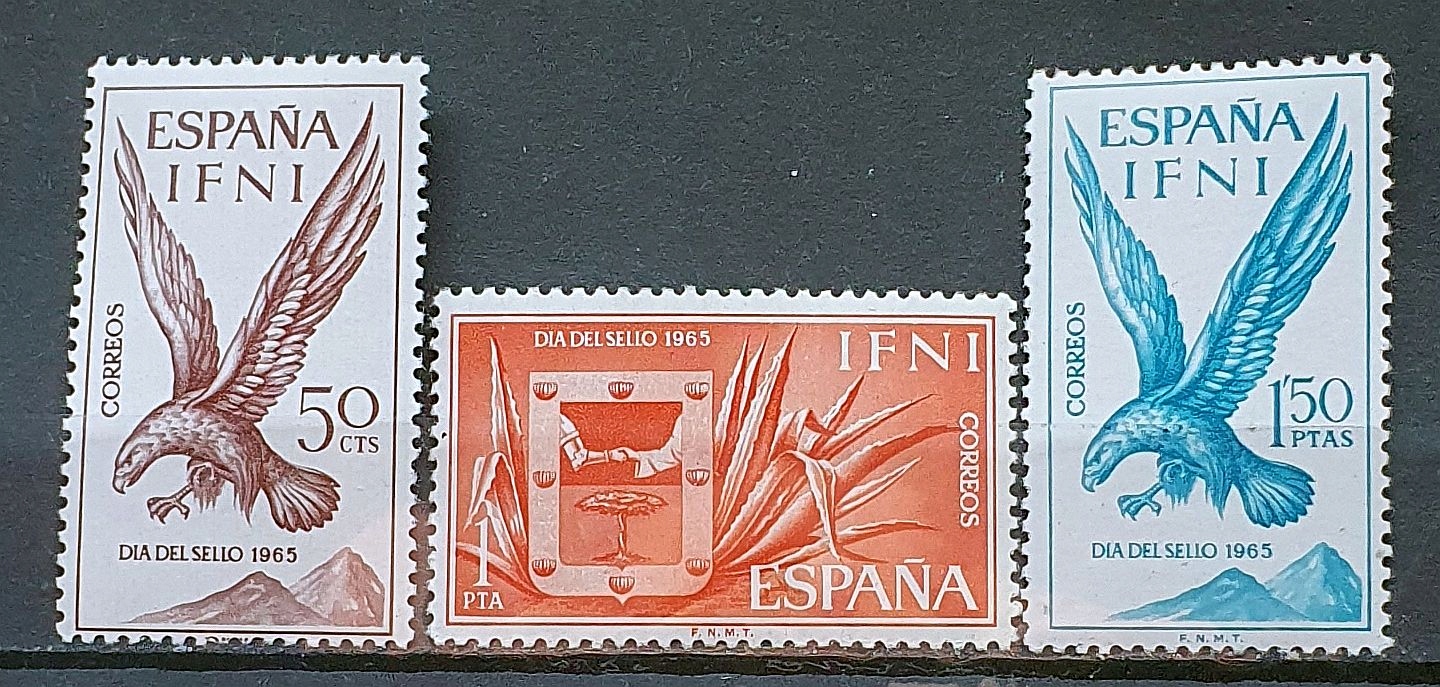 ESPAÑA
IFNI
CORREOS
50
CTS
DIA DEL SELLO 1965
DIA DEL SELLO 1965
IFNI
CORREOS
1
PTA
ESPAÑA
F. N. M. T.
ESPAÑA
IFNI
CORREOS
1'50
PTAS
DIA DEL SELLO 1965
F. N. M. T.